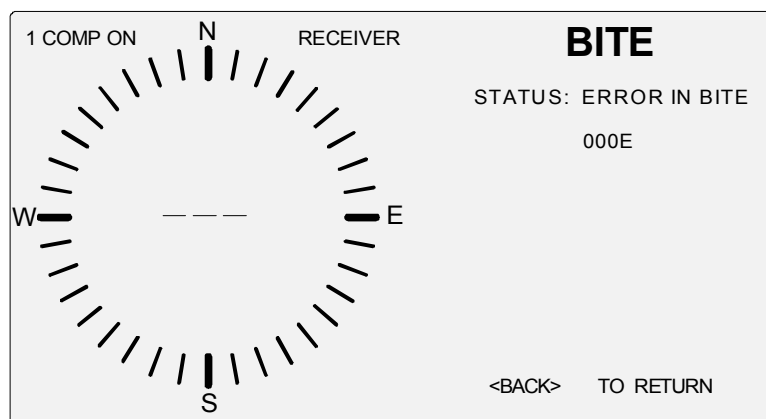 1 COMP ON
N
RECEIVER
W
E
S
BITE
STATUS: ERROR IN BITE
000E
<BACK> TO RETURN